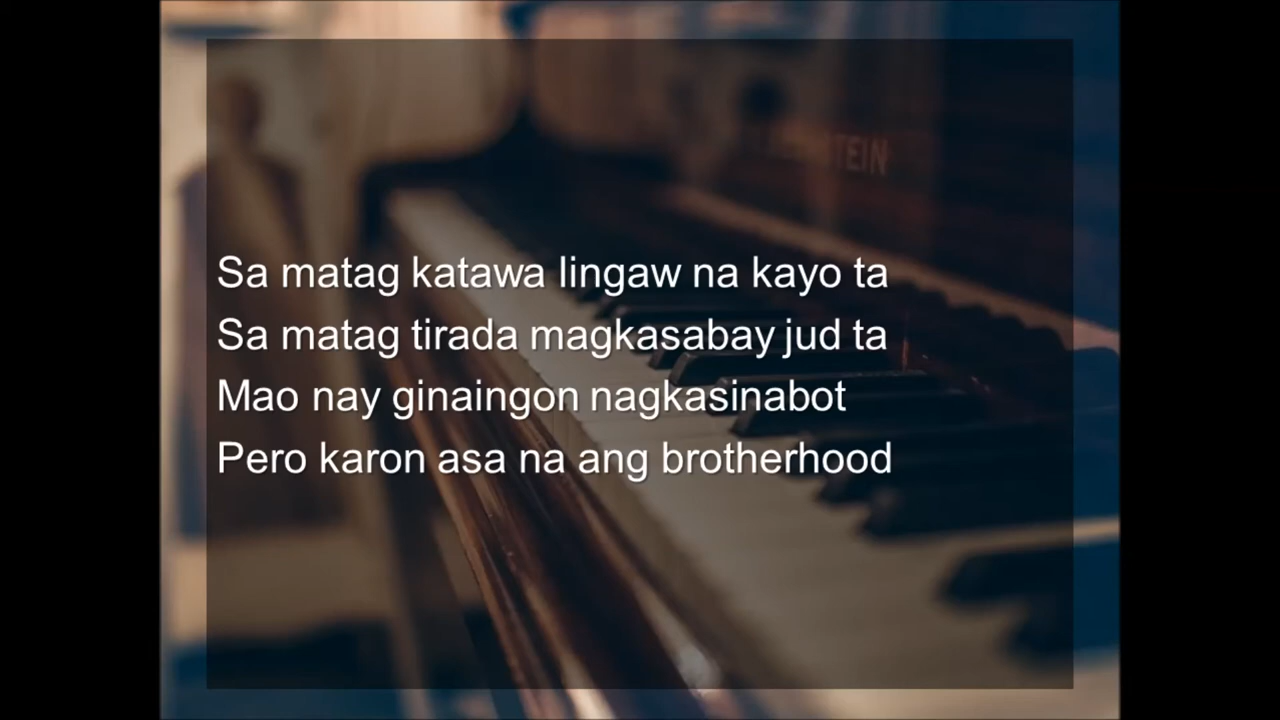 Sa matag katawa lingaw na kayo ta
Sa matag tirada magkasabay jud ta
Mao nay ginaingon nagkasinabot
Pero karon asa na ang brotherhood